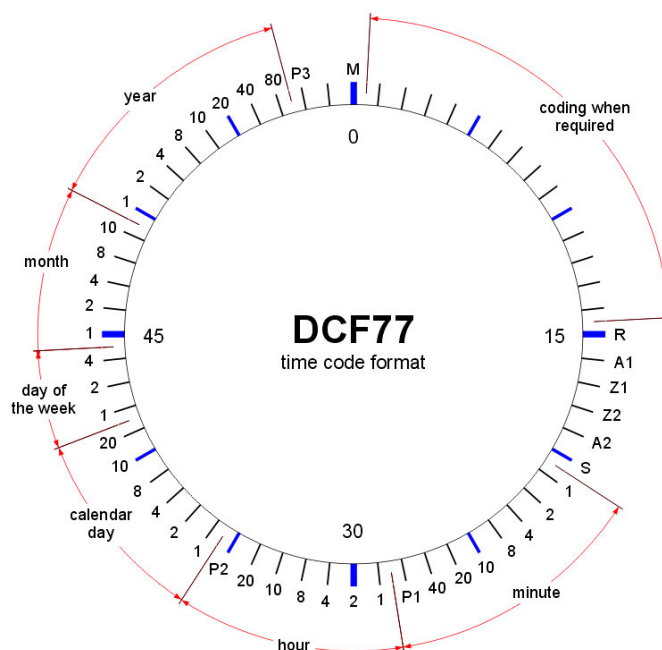 M
coding when
required
0
R
15
A1
Z1
Z2
A2
S
1
2
4
8
10
20
40
P1
minute
1
2
4
8
10
20
P2
hour
30
1
2
4
8
10
20
calendar
day
1
2
4
day of
the week
1
2
4
8
10
month
45
1
2
4
8
10
20
40
80
year
P3
DCF77
time code format